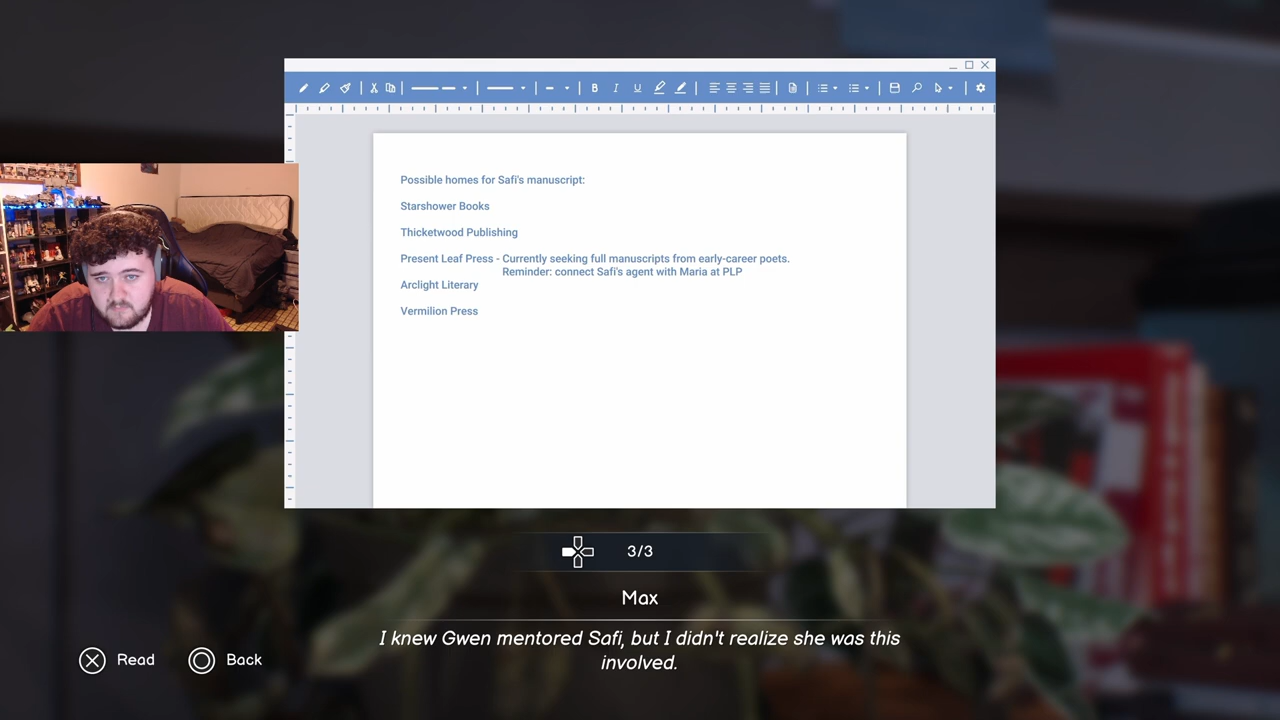 B I U
Possible homes for Safi's manuscript:
Starshower Books
Thicketwood Publishing
Present Leaf Press - Currently seeking full manuscripts from early-career poets.
Reminder: connect Safi's agent with Maria at PLP
Arclight Literary
Vermilion Press
3/3
Max
I knew Gwen mentored Safi, but I didn't realize she was this
involved.
Read
Back